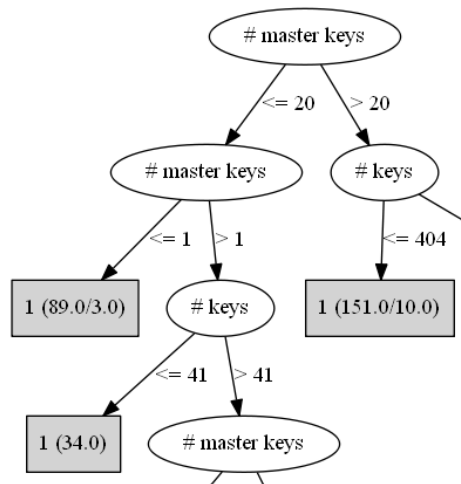 # master keys
<= 20
> 20
# master keys
# keys
<= 1
> 1
<= 404
1 (89.0/3.0)
# keys
1 (151.0/10.0)
<= 41
> 41
1 (34.0)
# master keys